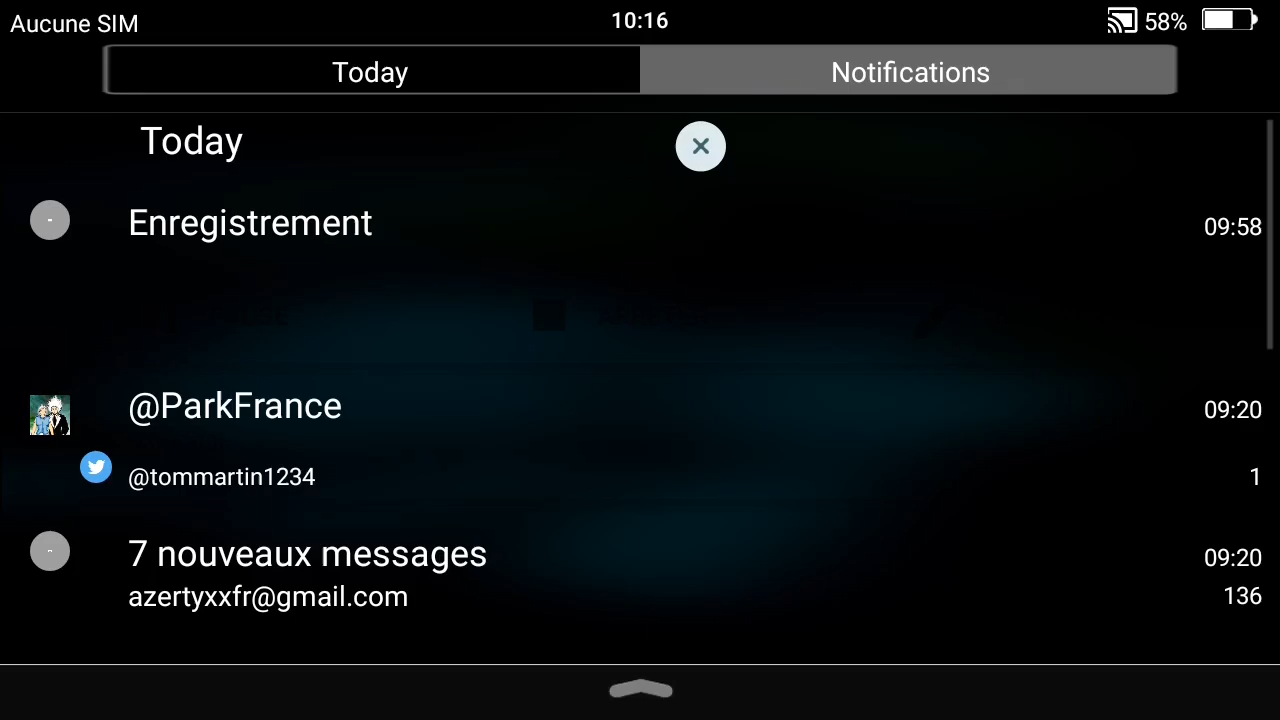 Aucune SIM
10:16
58%
Today
Notifications
Today
Enregistrement
09:58
@ParkFrance
09:20
@tommartin1234
1
7 nouveaux messages
09:20
azertyxxfr@gmail.com
136